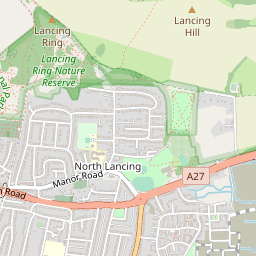 Lancing
Ring
Lancing
Hill
Lancing
Ring Nature
Reserve
North Lancing
Manor Road
A27
Road